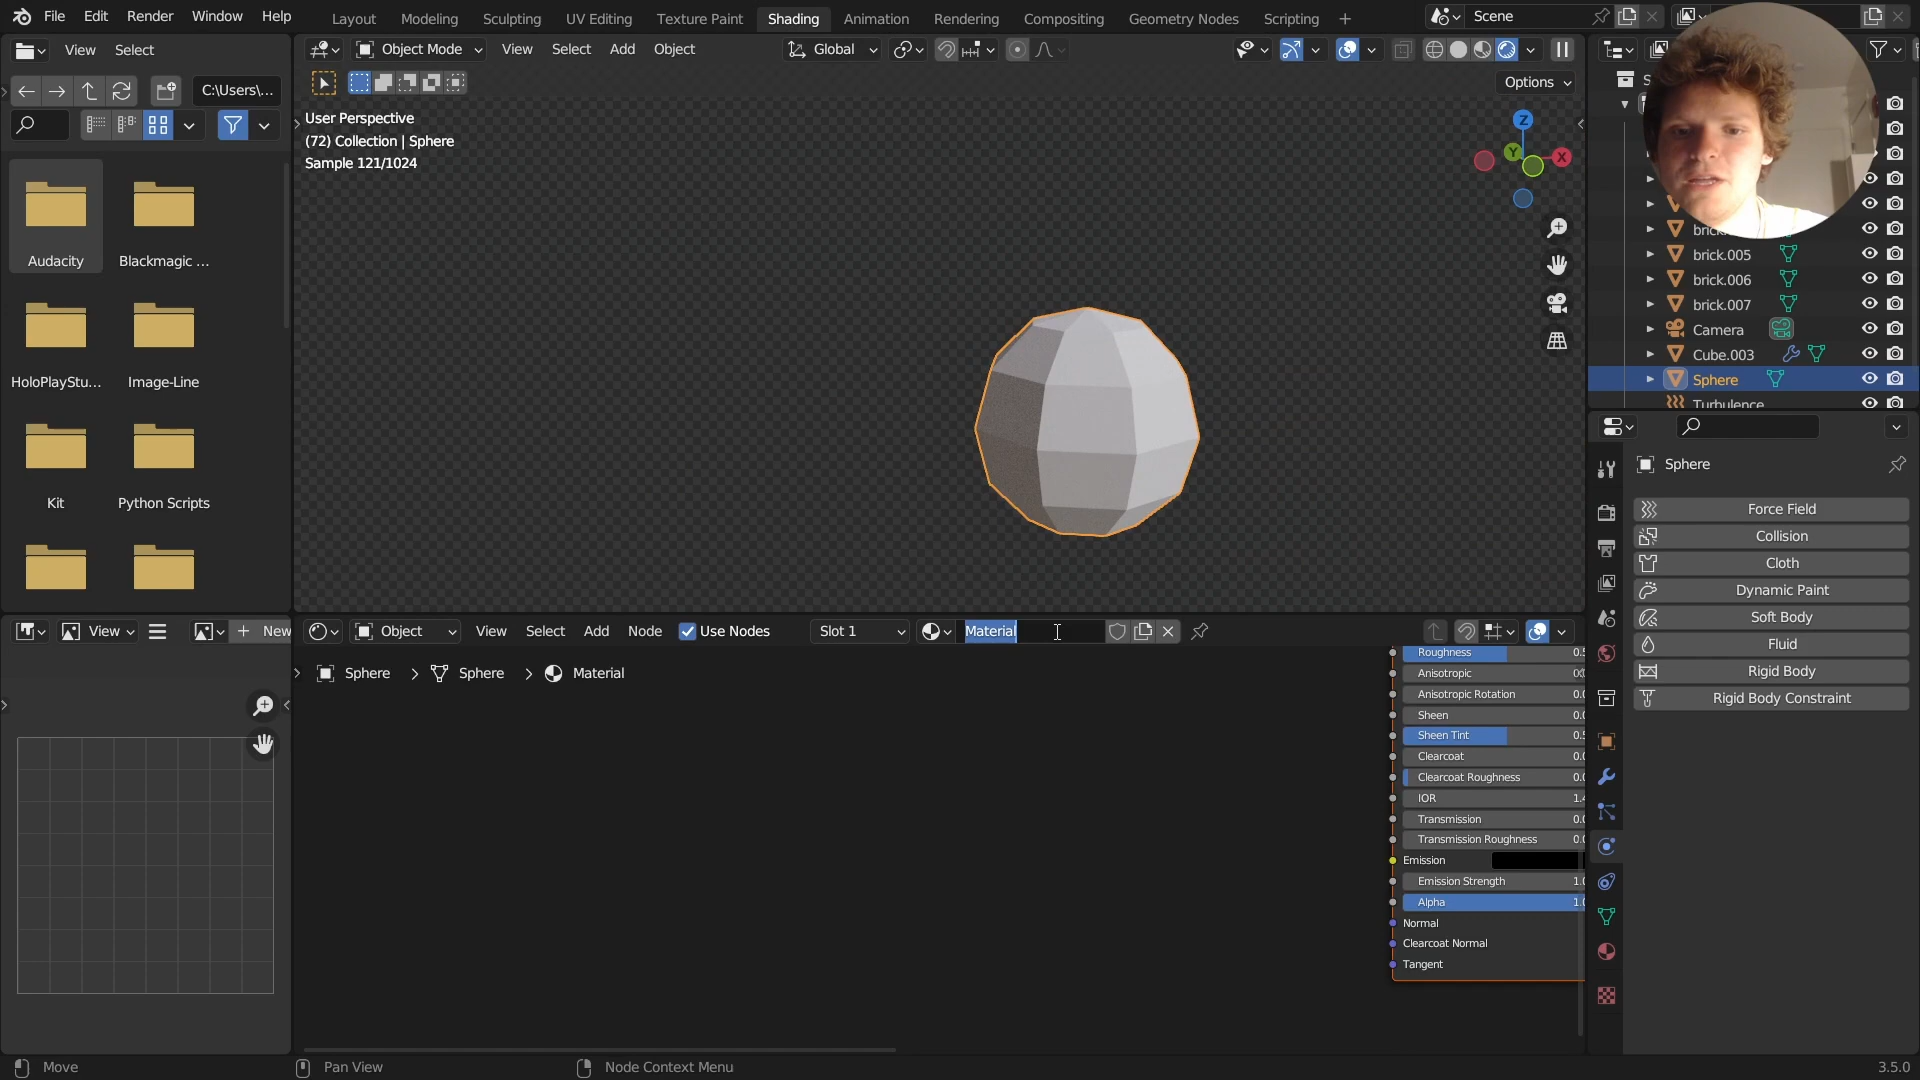 File Edit Render Window Help
Layout Modeling Sculpting UV Editing Texture Paint Shading Animation Rendering Compositing Geometry Nodes Scripting
Scene
View Select
Object Mode View Select Add Object Global
C:\Users\...
Options
User Perspective
(72) Collection | Sphere
Sample 121/1024
Z
Y
X
Audacity Blackmagic ...
HoloPlayStu... Image-Line
Kit Python Scripts
brick.005
brick.006
brick.007
Camera
Cube.003
Sphere
Turbulence
Sphere
Force Field
Collision
Cloth
Dynamic Paint
Soft Body
Fluid
Rigid Body
Rigid Body Constraint
View New
Object View Select Add Node Use Nodes Slot 1 Material
Sphere > Sphere > Material
Roughness
Anisotropic
Anisotropic Rotation
Sheen
Sheen Tint
Clearcoat
Clearcoat Roughness
IOR
Transmission
Transmission Roughness
Emission
Emission Strength
Alpha
Normal
Clearcoat Normal
Tangent
Move Pan View Node Context Menu 3.5.0